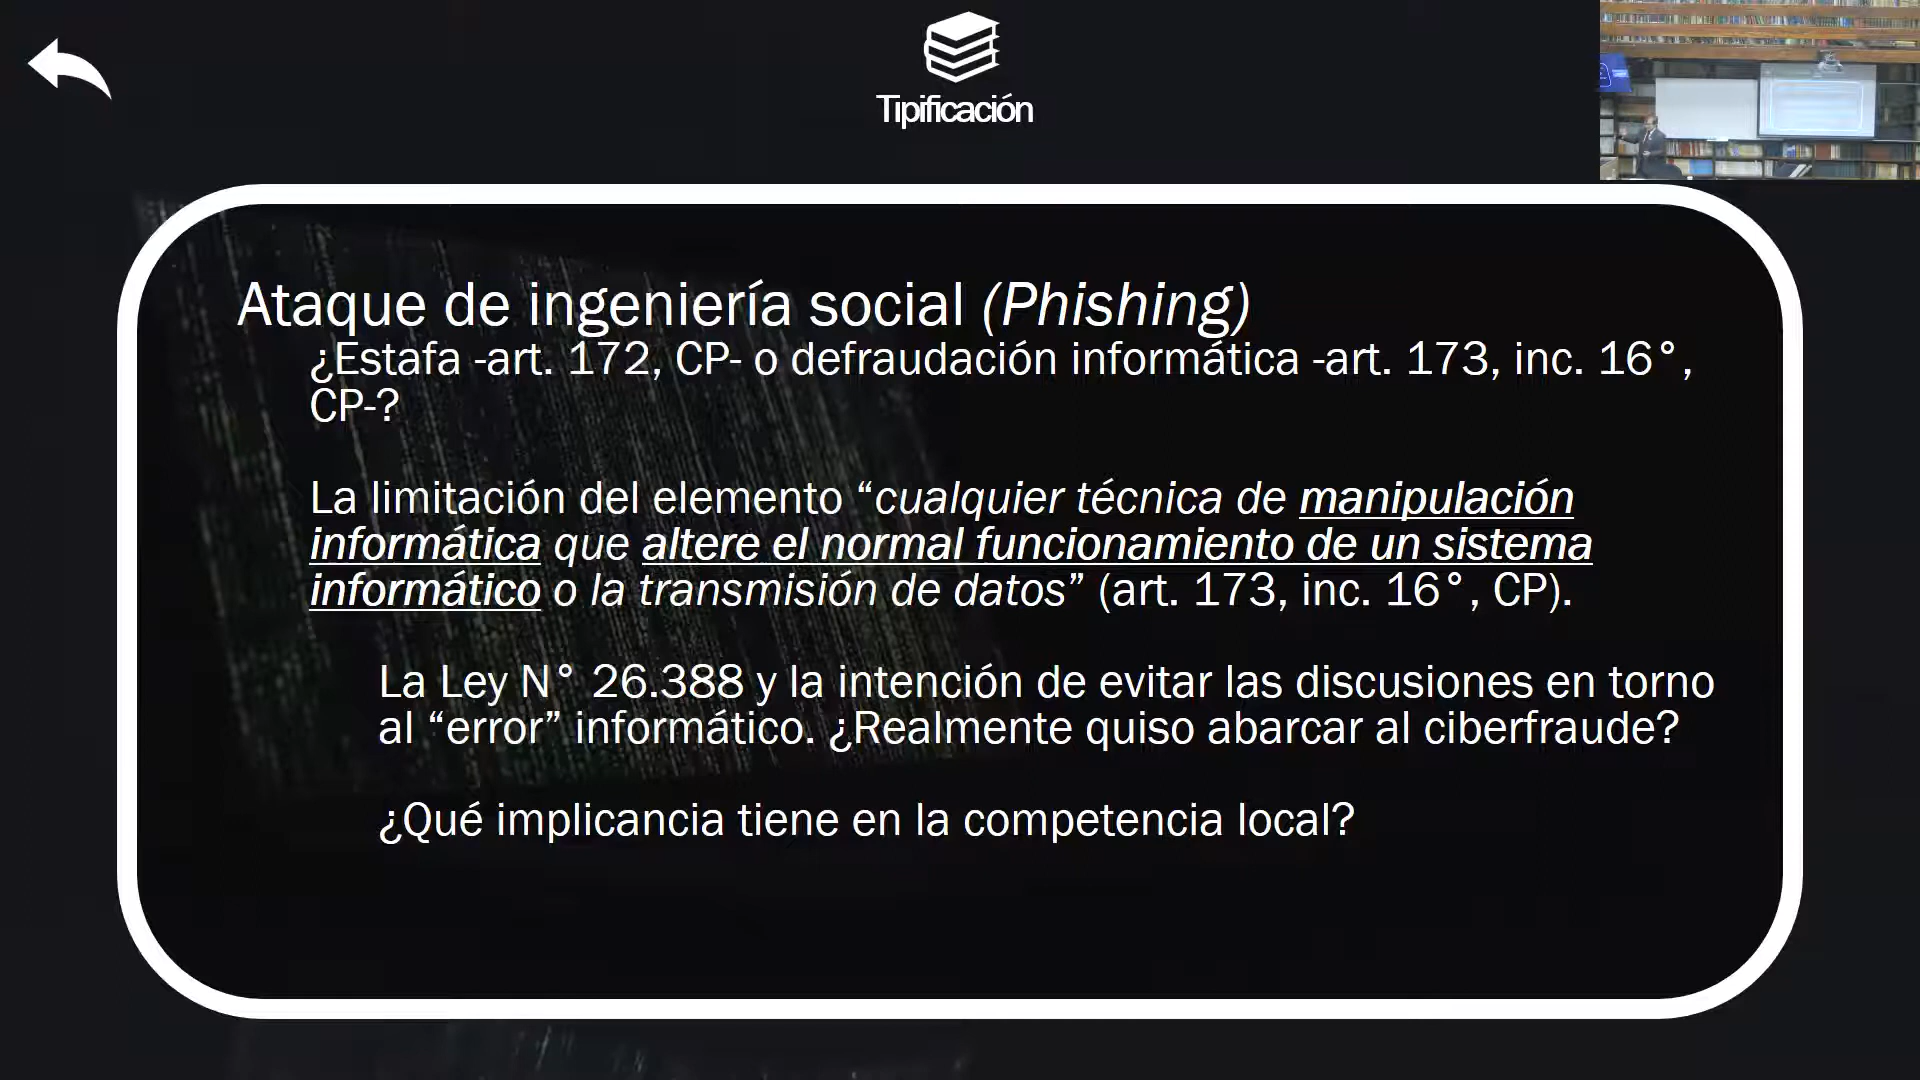 Tipificación
Ataque de ingeniería social (Phishing)
¿Estafa -art. 172, CP- o defraudación informática -art. 173, inc. 16°,
CP-?
La limitación del elemento “cualquier técnica de manipulación
informática que altere el normal funcionamiento de un sistema
informático o la transmisión de datos” (art. 173, inc. 16°, CP).
La Ley N° 26.388 y la intención de evitar las discusiones en torno
al “error” informático. ¿Realmente quiso abarcar al ciberfraude?
¿Qué implicancia tiene en la competencia local?